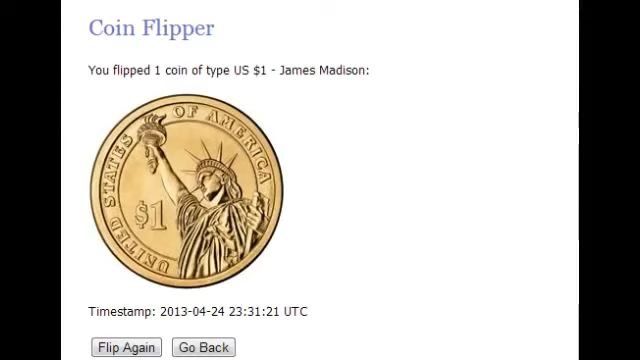 Coin Flipper
You flipped 1 coin of type US $1 - James Madison:
UNITED STATES OF AMERICA
$1
Timestamp: 2013-04-24 23:31:21 UTC
Flip Again Go Back